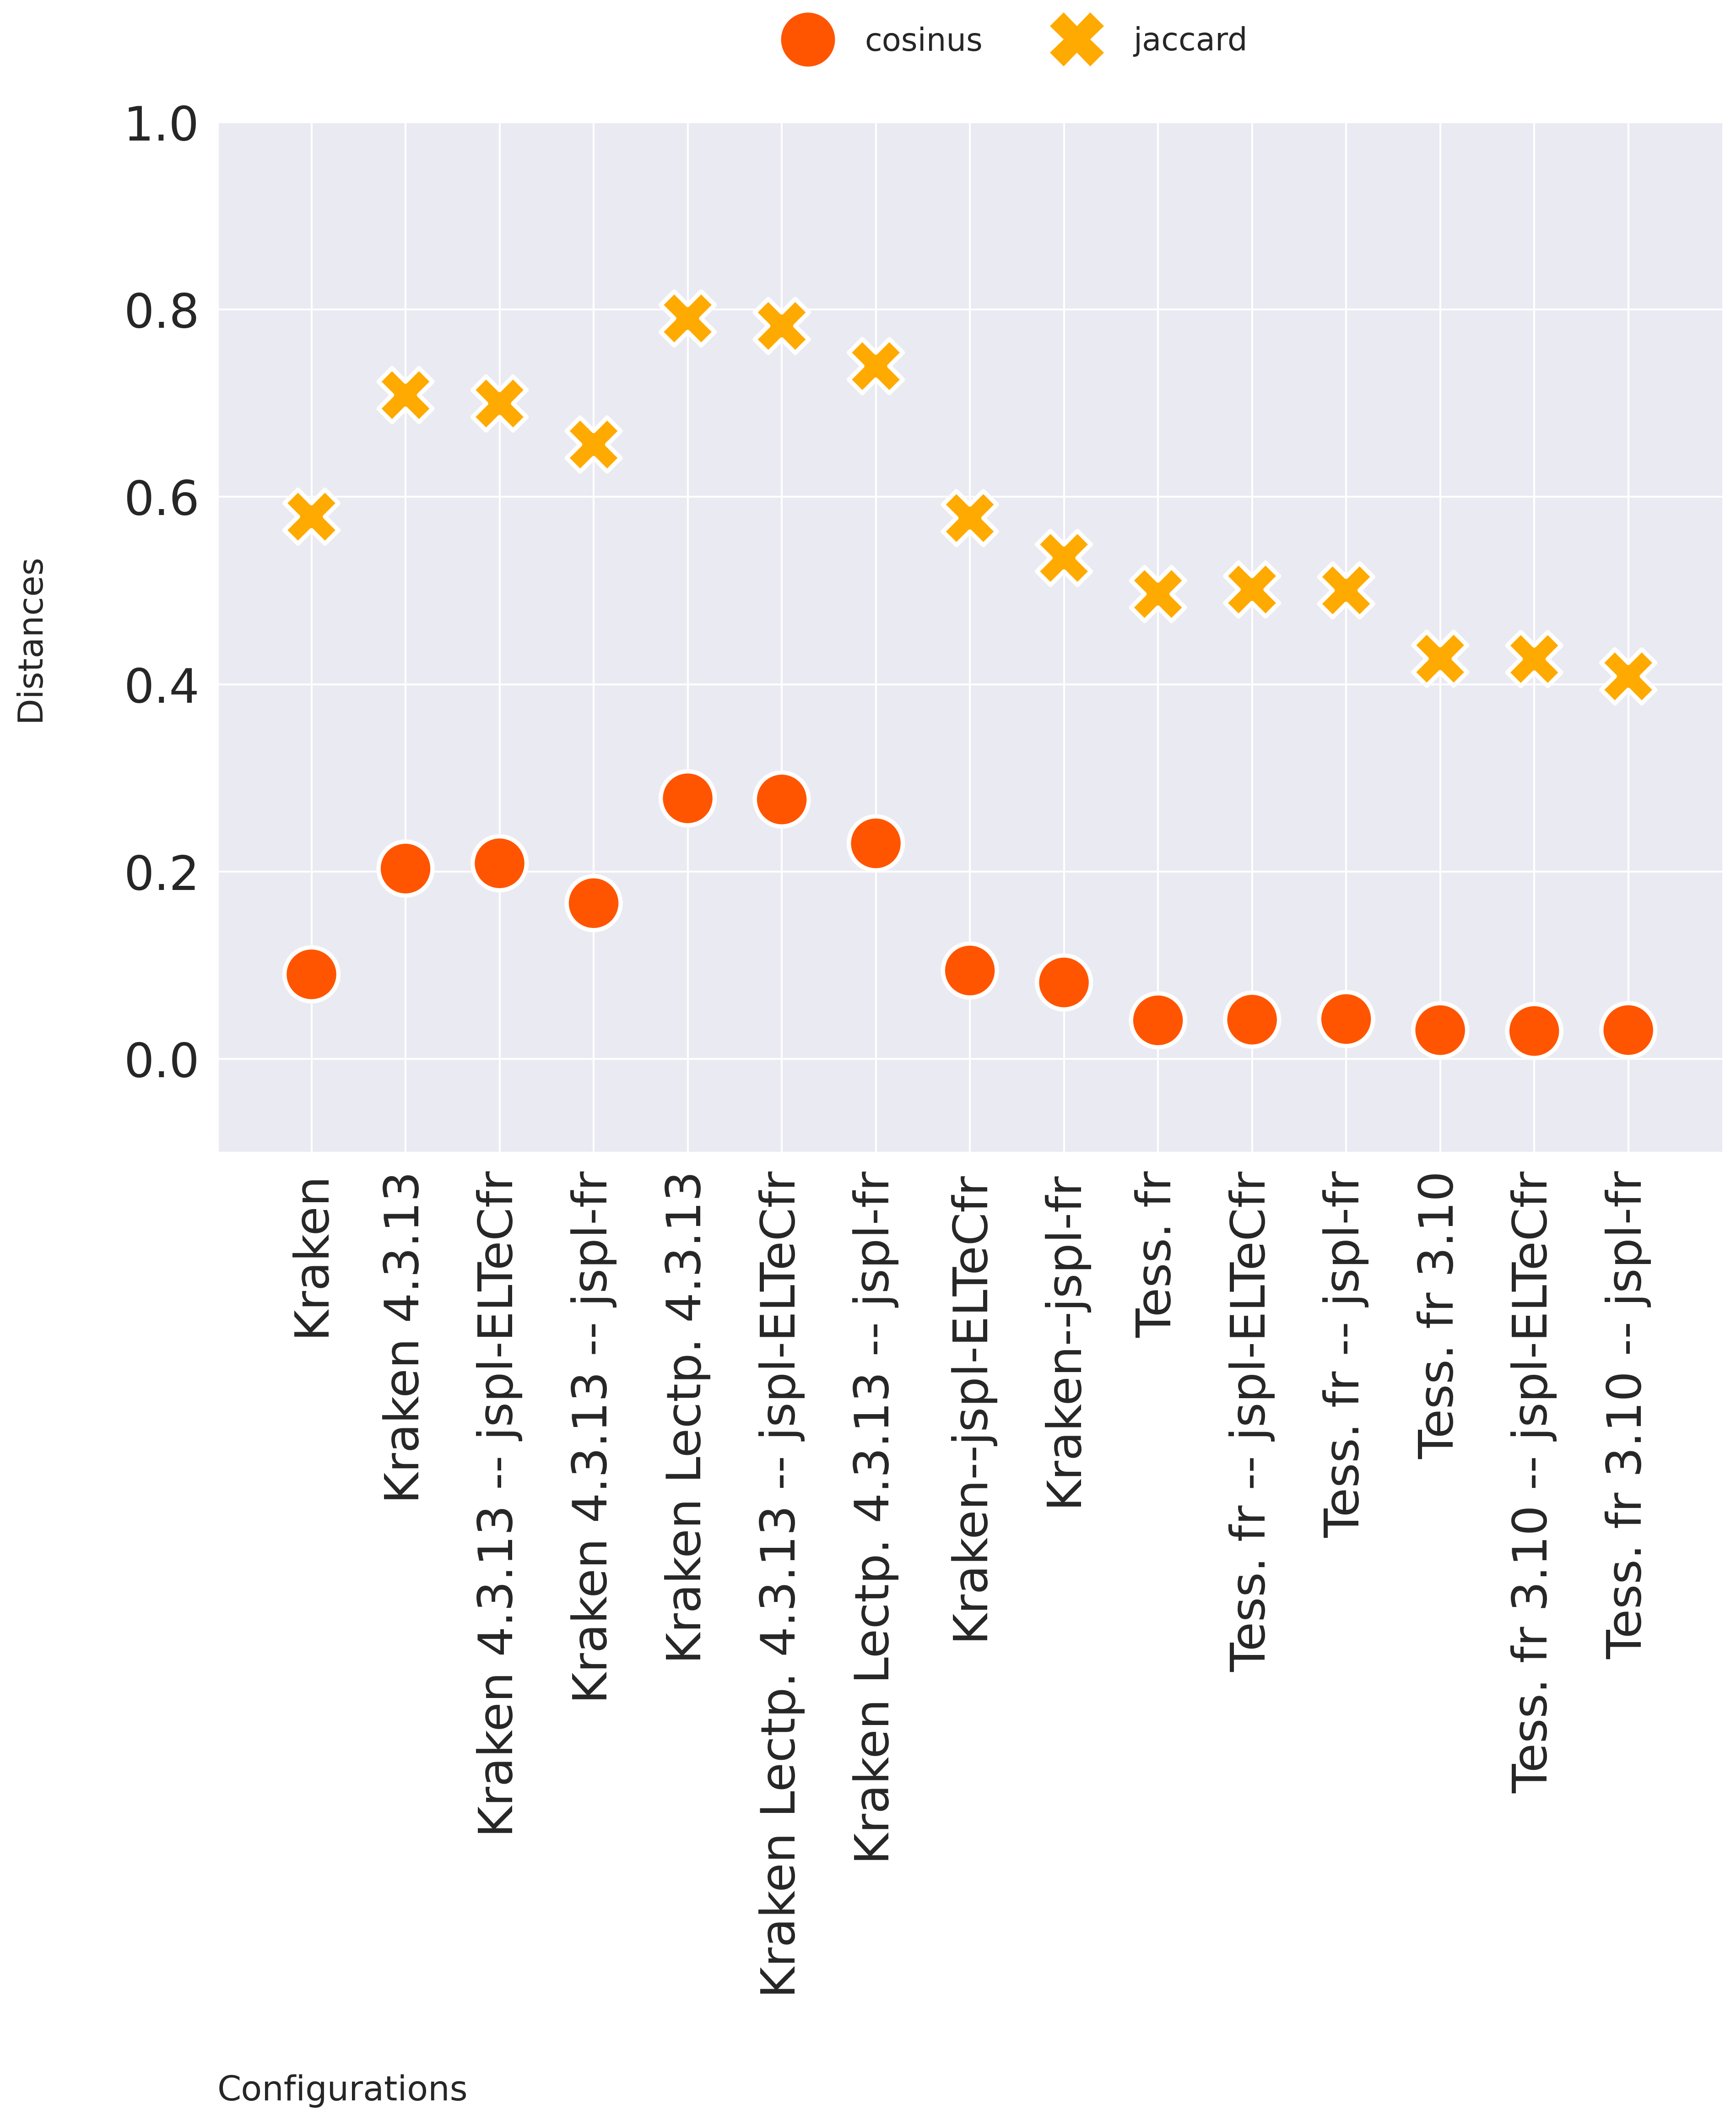 cosinus jaccard
1.0
0.8
0.6
0.4
0.2
0.0
Distances
Kraken
Kraken 4.3.13
Kraken 4.3.13 -- jspl-ELTeCfr
Kraken 4.3.13 -- jspl-fr
Kraken Lectp. 4.3.13
Kraken Lectp. 4.3.13 -- jspl-ELTeCfr
Kraken Lectp. 4.3.13 -- jspl-fr
Kraken--jspl-ELTeCfr
Kraken--jspl-fr
Tess. fr
Tess. fr -- jspl-ELTeCfr
Tess. fr -- jspl-fr
Tess. fr 3.10
Tess. fr 3.10 -- jspl-ELTeCfr
Tess. fr 3.10 -- jspl-fr
Configurations